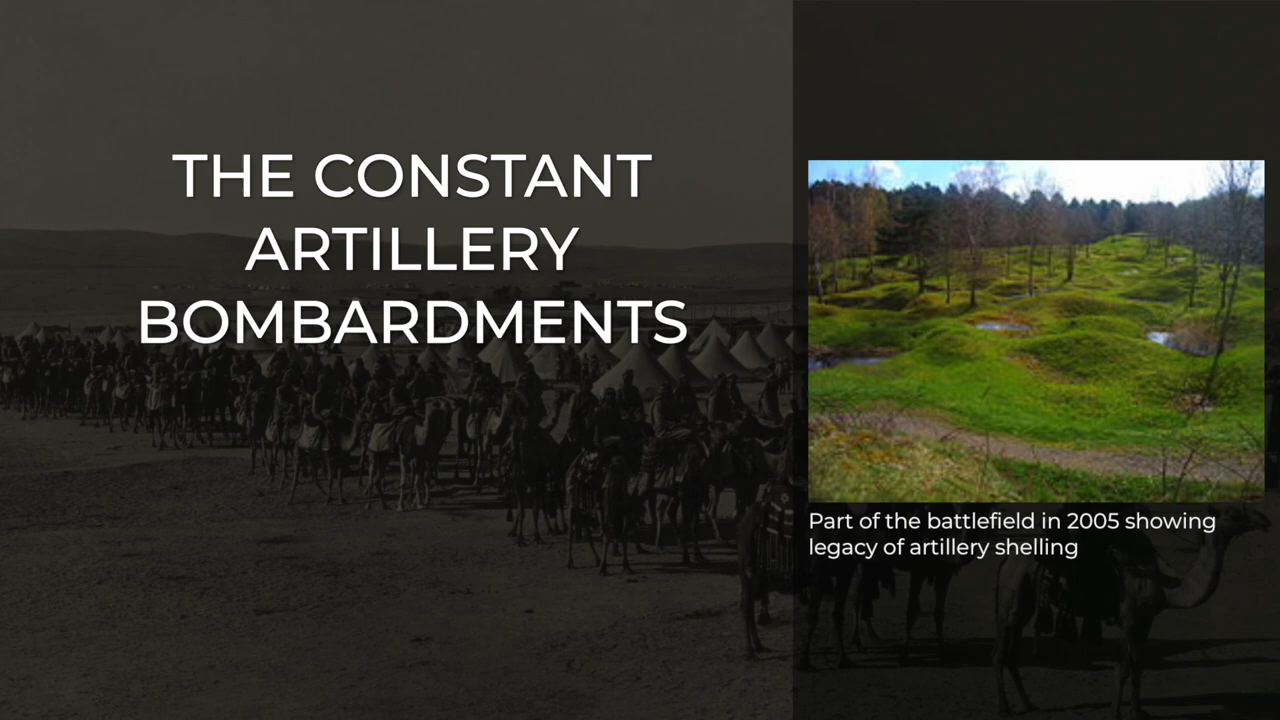 THE CONSTANT
ARTILLERY
BOMBARDMENTS
Part of the battlefield in 2005 showing
legacy of artillery shelling